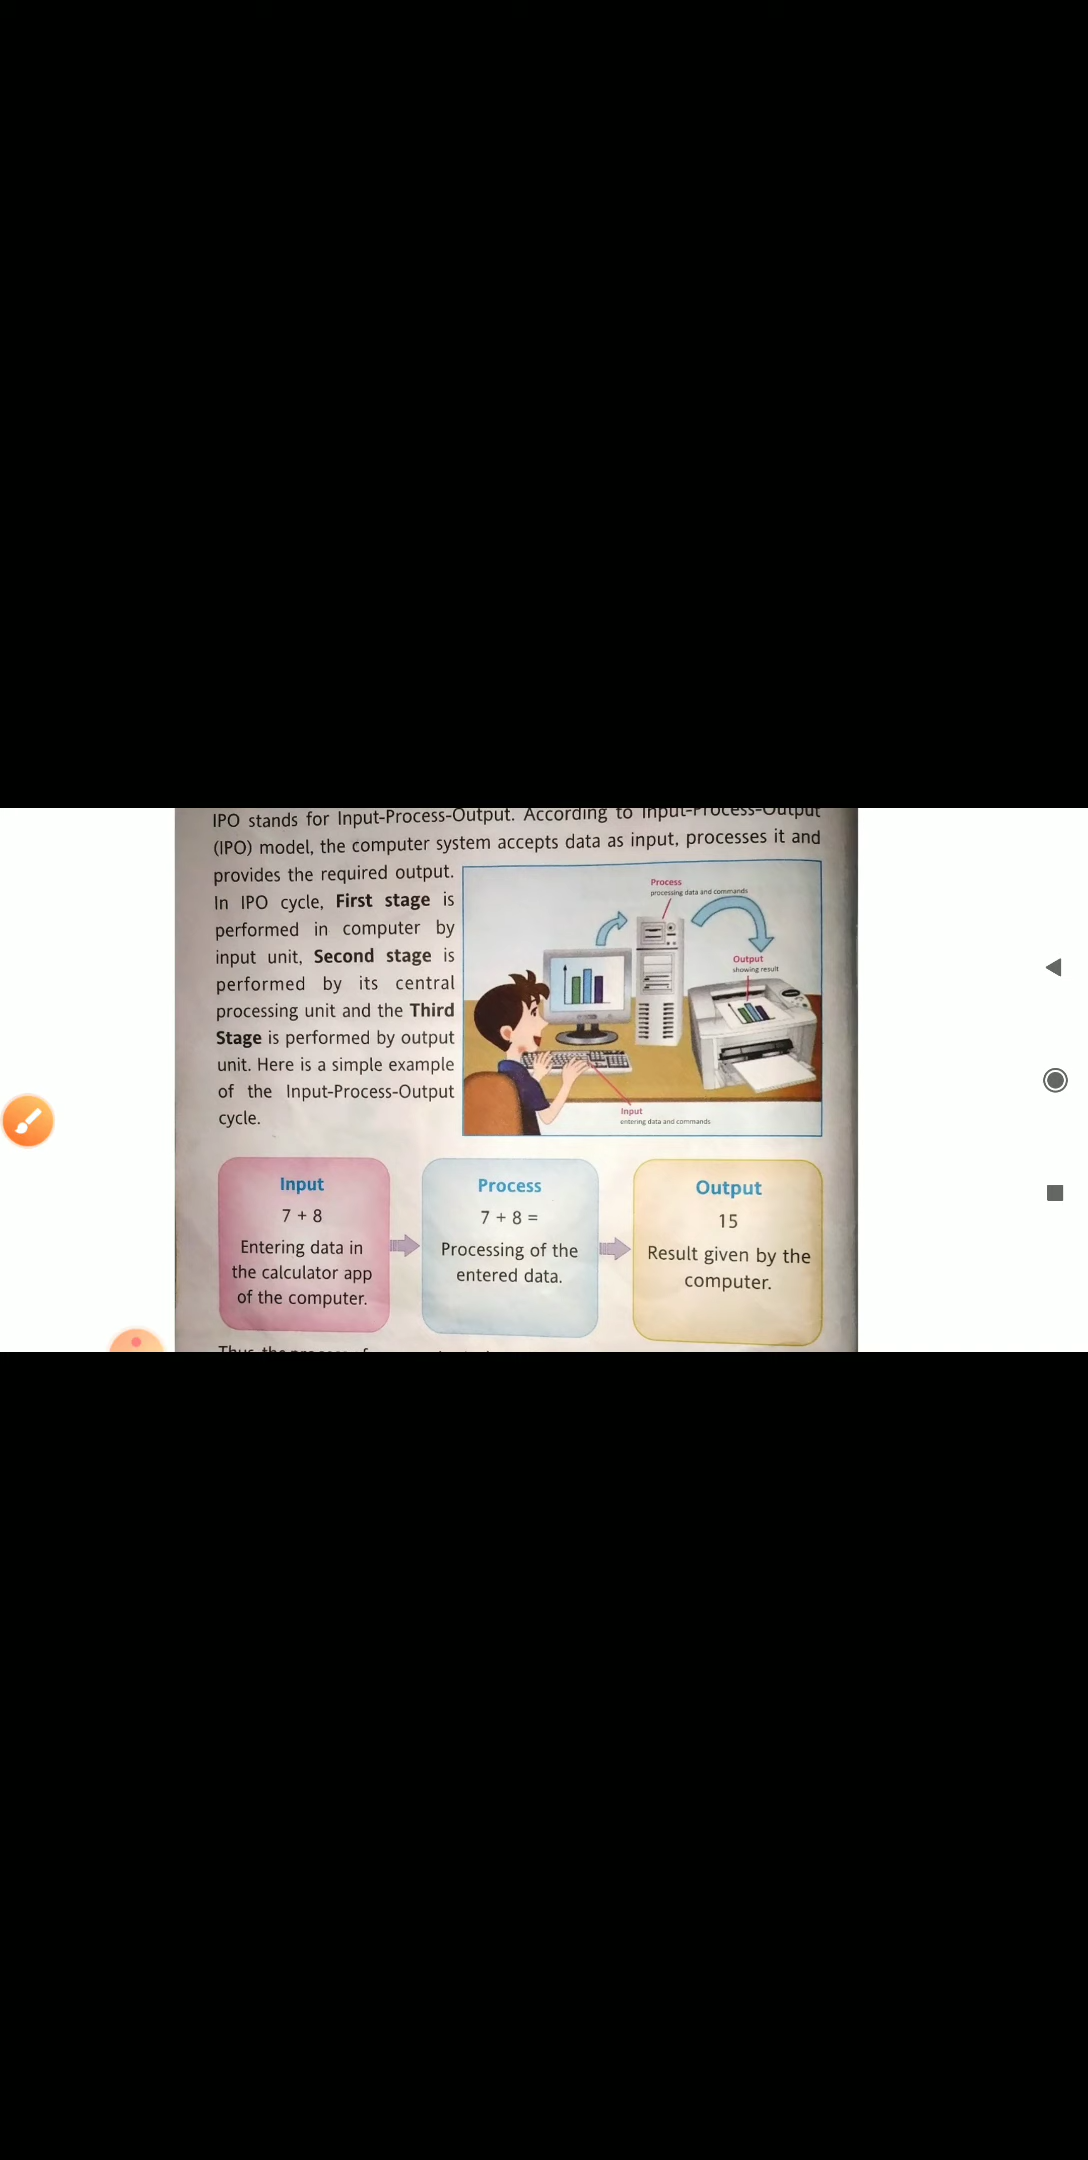 IPO stands for Input-Process-Output. According to Input-Process-Output
(IPO) model, the computer system accepts data as input, processes it and
provides the required output.
In IPO cycle, First stage is
performed in computer by
input unit, Second stage is
performed by its central
processing unit and the Third
Stage is performed by output
unit. Here is a simple example
of the Input-Process-Output
cycle.
Process
processing data and commands
Output
showing result
Input
entering data and commands
Input
7 + 8
Entering data in
the calculator app
of the computer.
Process
7 + 8 =
Processing of the
entered data.
Output
15
Result given by the
computer.